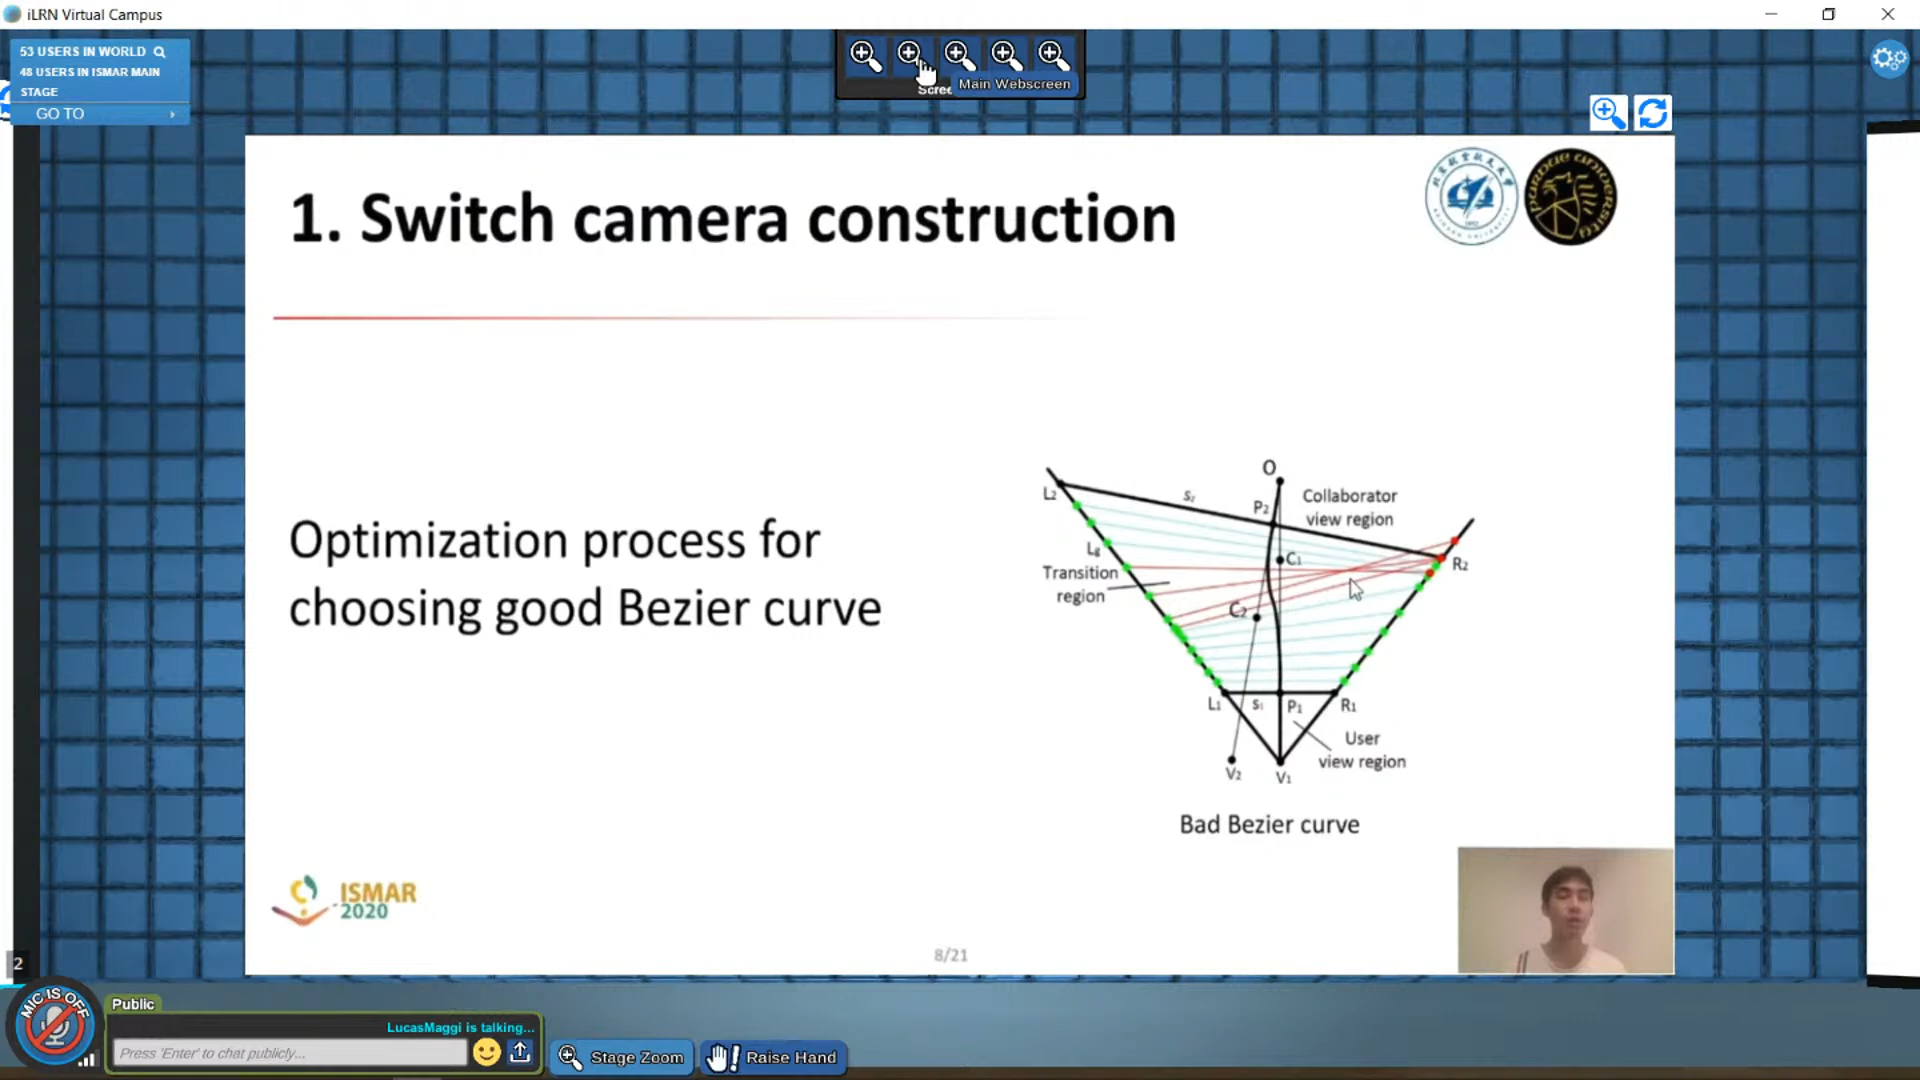 iLRN Virtual Campus
53 USERS IN WORLD
48 USERS IN ISMAR MAIN
STAGE
GO TO
Main Webscreen
1. Switch camera construction
Optimization process for
choosing good Bezier curve
O
L₂
S₂
P₂
Collaborator
view region
C₁
R₂
Transition
region
C₂
L₁
S₁
P₁
R₁
User
view region
V₂
V₁
Bad Bezier curve
ISMAR
2020
8/21
2
MIC IS OFF
Public
LucasMaggi is talking...
Press 'Enter' to chat publicly...
Stage Zoom
Raise Hand